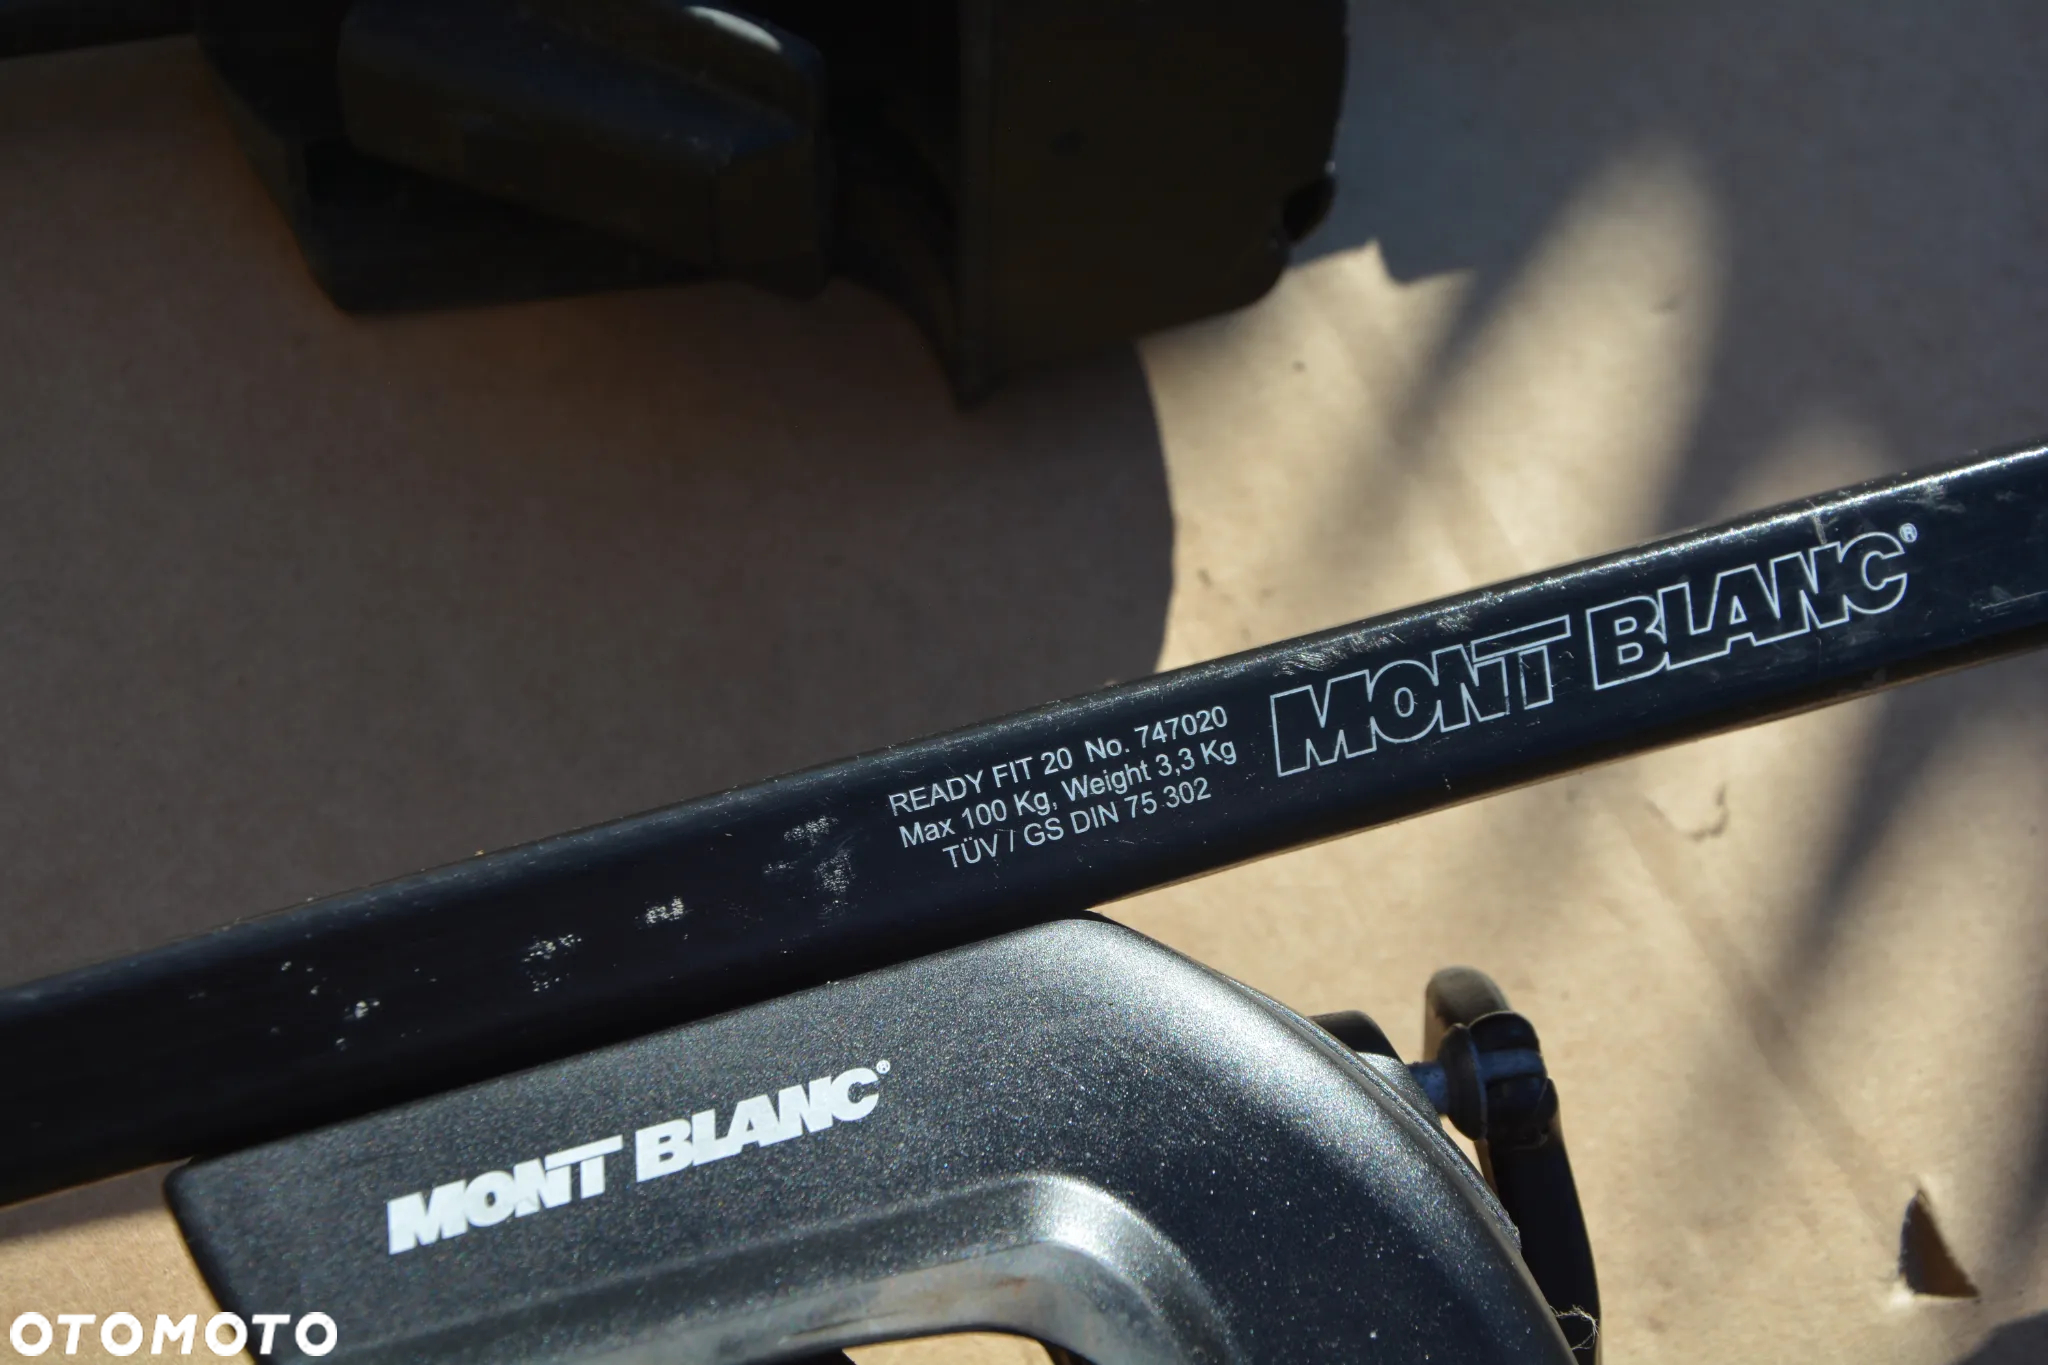 MONT BLANC®
READY FIT 20 No. 747020
Max 100 Kg, Weight 3,3 Kg
TÜV / GS DIN 75 302
MONT BLANC®
OTOMOTO